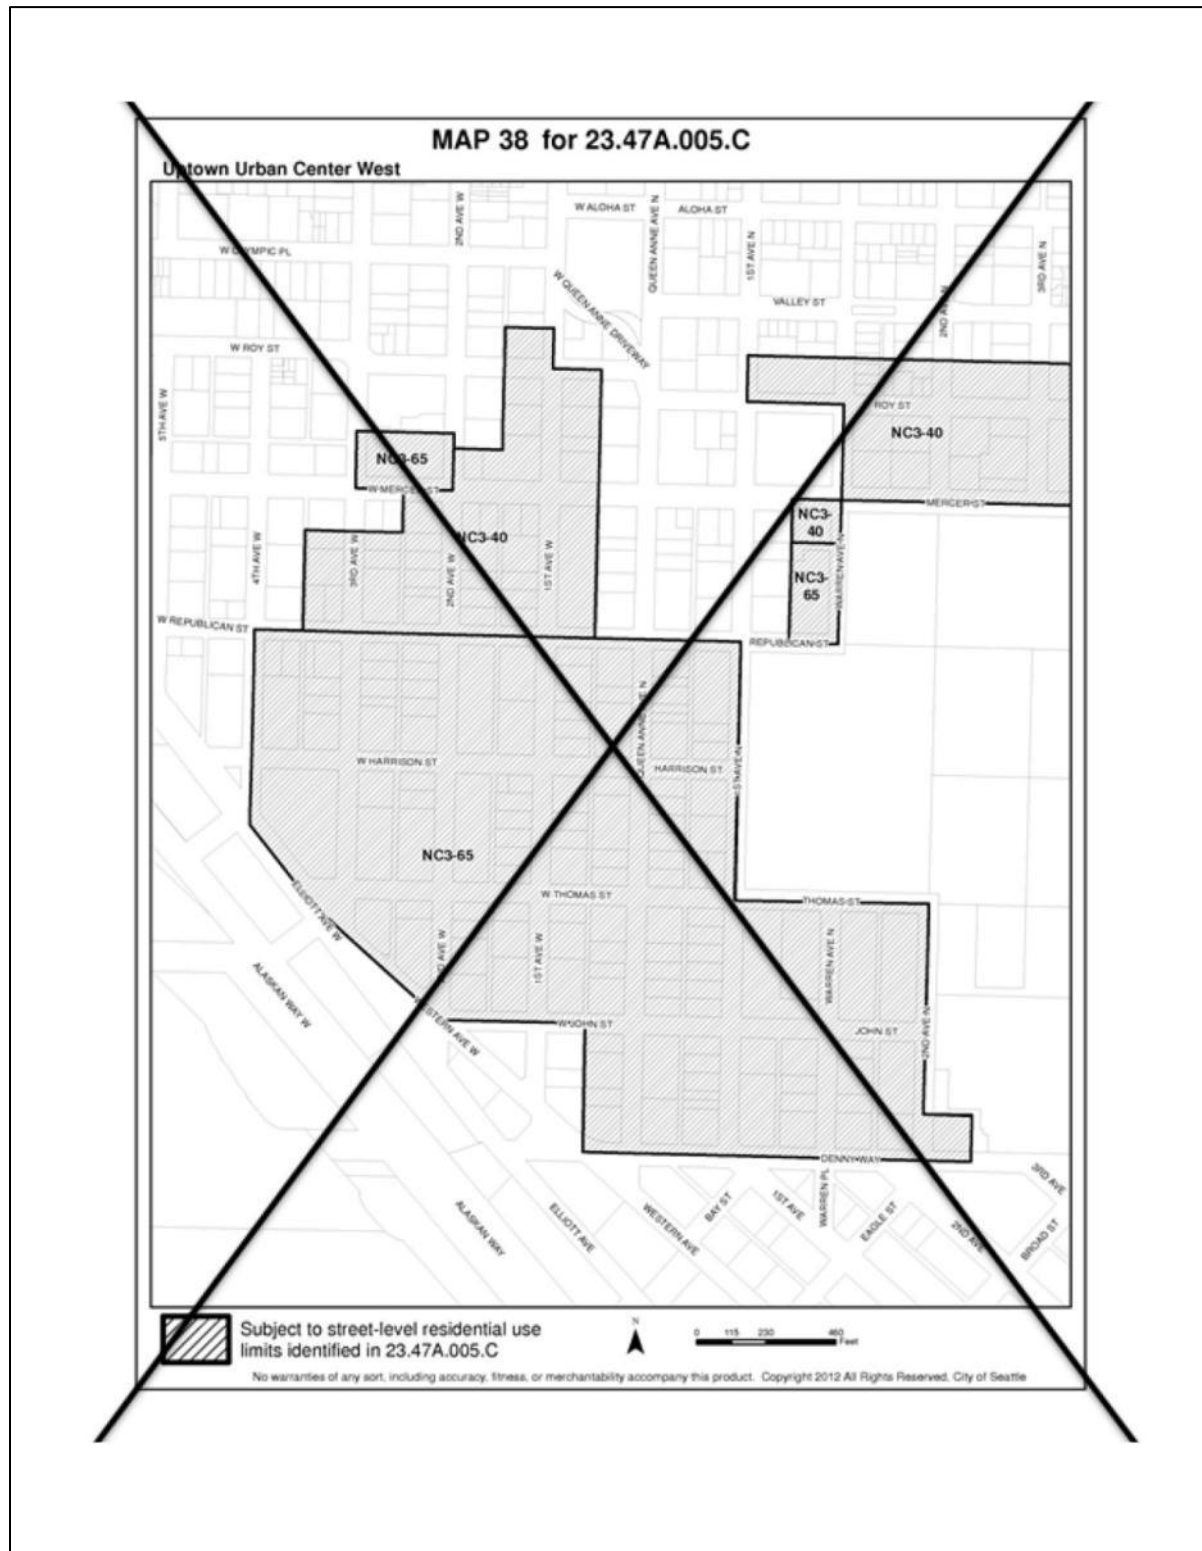 MAP 38 for 23.47A.005.C
Uptown Urban Center West
W ALOHA ST
ALOHA ST
2ND AVE W
QUEEN ANNE AVE N
1ST AVE N
3RD AVE N
W OLYMPIC PL
W QUEEN ANNE DRIVEWAY
VALLEY ST
2ND AVE N
W ROY ST
5TH AVE W
ROY ST
NC3-40
NC3-65
W MERCER ST
MERCER ST
NC3-
40
NC3-40
4TH AVE W
3RD AVE W
2ND AVE W
1ST AVE W
NC3-
65
WARREN AVE N
W REPUBLICAN ST
REPUBLICAN ST
QUEEN ANNE AVE N
W HARRISON ST
HARRISON ST
1ST AVE N
NC3-65
W THOMAS ST
THOMAS ST
ELLIOTT AVE W
2ND AVE W
1ST AVE W
WARREN AVE N
ALASKAN WAY W
WESTERN AVE W
W JOHN ST
JOHN ST
2ND AVE N
DENNY WAY
3RD AVE
WARREN PL
ALASKAN WAY
ELLIOTT AVE
WESTERN AVE
BAY ST
1ST AVE
EAGLE ST
2ND AVE
BROAD ST
Subject to street-level residential use
limits identified in 23.47A.005.C
N
0 115 230 460
Feet
No warranties of any sort, including accuracy, fitness, or merchantability accompany this product. Copyright 2012 All Rights Reserved, City of Seattle